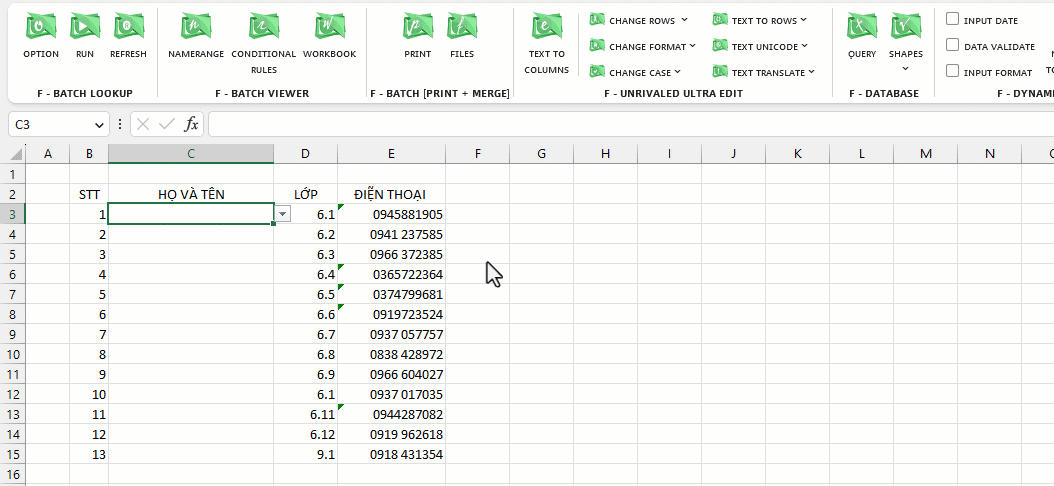 OPTION RUN REFRESH NAMERANGE CONDITIONAL RULES WORKBOOK PRINT FILES TEXT TO COLUMNS CHANGE ROWS TEXT TO ROWS QUERY SHAPES INPUT DATE
CHANGE FORMAT TEXT UNICODE DATA VALIDATE
CHANGE CASE TEXT TRANSLATE INPUT FORMAT
F - BATCH LOOKUP F - BATCH VIEWER F - BATCH [PRINT + MERGE] F - UNRIVALED ULTRA EDIT F - DATABASE F - DYNAM
C3 fx
A B C D E F G H I J K L M N
1
2 STT HỌ VÀ TÊN LỚP ĐIỆN THOẠI
3 1 6.1 0945881905
4 2 6.2 0941 237585
5 3 6.3 0966 372385
6 4 6.4 0365722364
7 5 6.5 0374799681
8 6 6.6 0919723524
9 7 6.7 0937 057757
10 8 6.8 0838 428972
11 9 6.9 0966 604027
12 10 6.1 0937 017035
13 11 6.11 0944287082
14 12 6.12 0919 962618
15 13 9.1 0918 431354
16